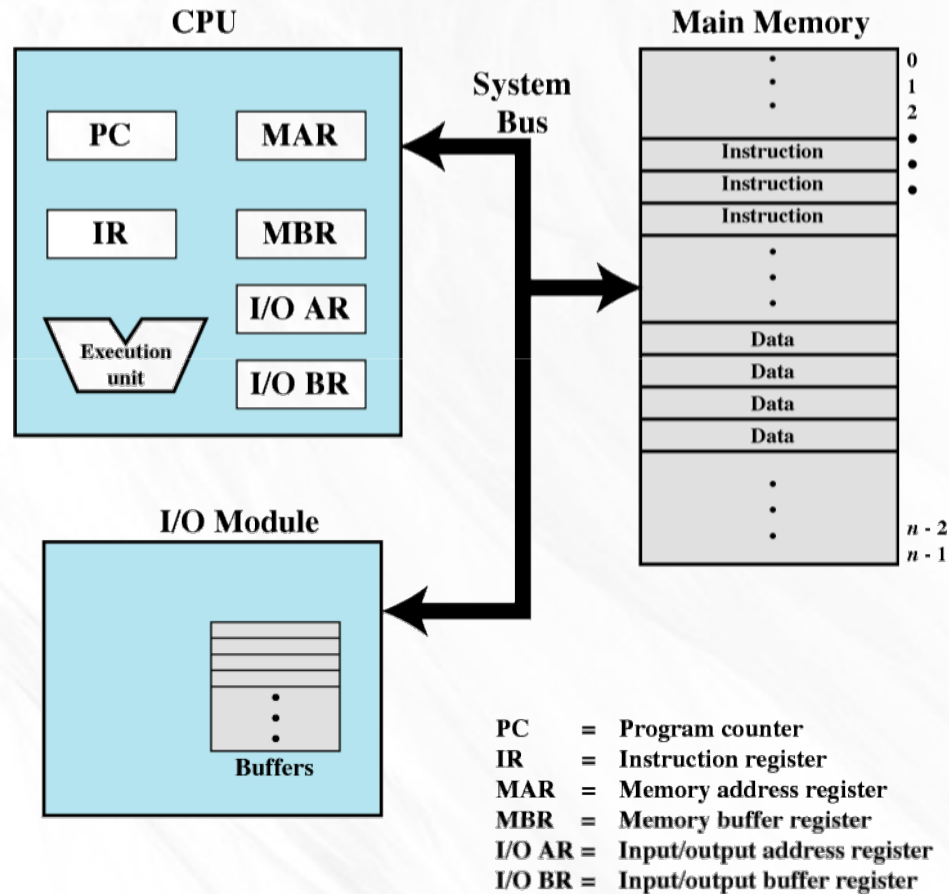 CPU
PC
MAR
IR
MBR
I/O AR
Execution
unit
I/O BR
System
Bus
Main Memory
0
1
2
Instruction
Instruction
Instruction
Data
Data
Data
Data
n - 2
n - 1
I/O Module
Buffers
PC = Program counter
IR = Instruction register
MAR = Memory address register
MBR = Memory buffer register
I/O AR = Input/output address register
I/O BR = Input/output buffer register